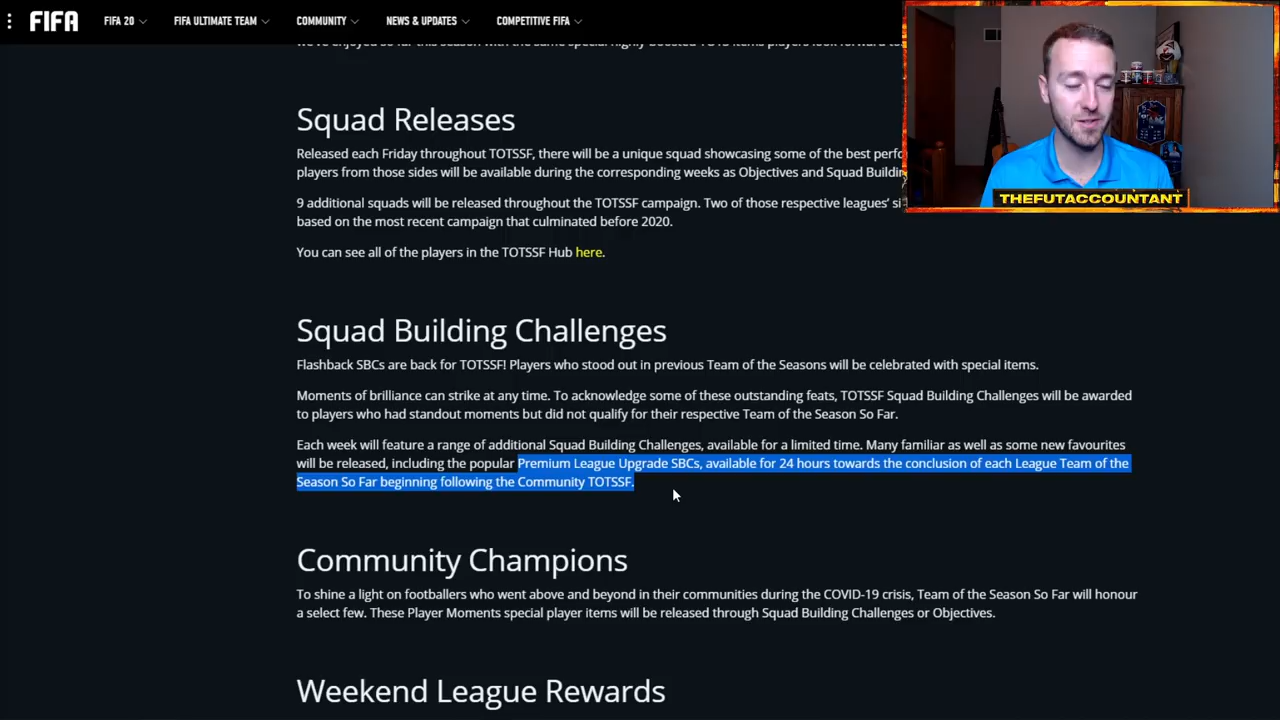 FIFA
FIFA 20
FIFA ULTIMATE TEAM
COMMUNITY
NEWS & UPDATES
COMPETITIVE FIFA
Squad Releases
Released each Friday throughout TOTSSF, there will be a unique squad showcasing some of the best
players from those sides will be available during the corresponding weeks as Objectives and Squad
9 additional squads will be released throughout the TOTSSF campaign. Two of those respective leagues'
based on the most recent campaign that culminated before 2020.
You can see all of the players in the TOTSSF Hub here.
THEFUTACCOUNTANT
Squad Building Challenges
Flashback SBCs are back for TOTSSF! Players who stood out in previous Team of the Seasons will be celebrated with special items.
Moments of brilliance can strike at any time. To acknowledge some of these outstanding feats, TOTSSF Squad Building Challenges will be awarded
to players who had standout moments but did not qualify for their respective Team of the Season So Far.
Each week will feature a range of additional Squad Building Challenges, available for a limited time. Many familiar as well as some new favourites
will be released, including the popular Premium League Upgrade SBCs, available for 24 hours towards the conclusion of each League Team of the
Season So Far beginning following the Community TOTSSF.
Community Champions
To shine a light on footballers who went above and beyond in their communities during the COVID-19 crisis, Team of the Season So Far will honour
a select few. These Player Moments special player items will be released through Squad Building Challenges or Objectives.
Weekend League Rewards